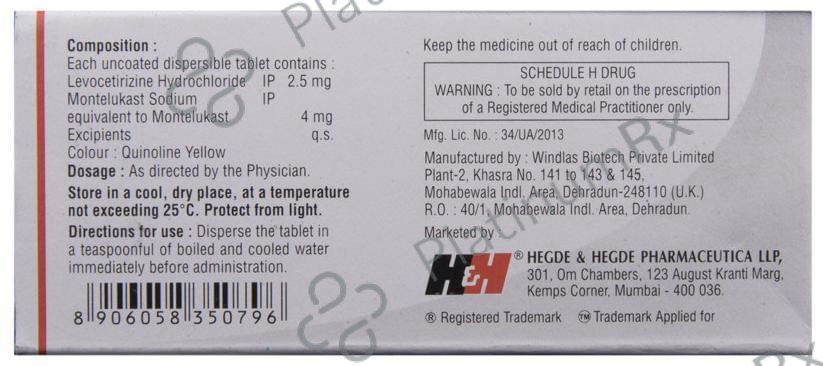 Composition :
Each uncoated dispersible tablet contains :
Levocetirizine Hydrochloride IP 2.5 mg
Montelukast Sodium IP
equivalent to Montelukast 4 mg
Excipients q.s.
Colour : Quinoline Yellow
Dosage : As directed by the Physician.
Store in a cool, dry place, at a temperature
not exceeding 25°C. Protect from light.
Directions for use : Disperse the tablet in
a teaspoonful of boiled and cooled water
immediately before administration.
8 906058 350796
Keep the medicine out of reach of children.
SCHEDULE H DRUG
WARNING : To be sold by retail on the prescription
of a Registered Medical Practitioner only.
Mfg. Lic. No. : 34/UA/2013
Manufactured by : Windlas Biotech Private Limited
Plant-2, Khasra No. 141 to 143 & 145,
Mohabewala Indl. Area, Dehradun-248110 (U.K.)
R.O. : 40/1, Mohabewala Indl. Area, Dehradun.
Marketed by :
H&H ® HEGDE & HEGDE PHARMACEUTICA LLP,
301, Om Chambers, 123 August Kranti Marg,
Kemps Corner, Mumbai - 400 036.
® Registered Trademark ™ Trademark Applied for
PlatinumRx
PlatinumRx